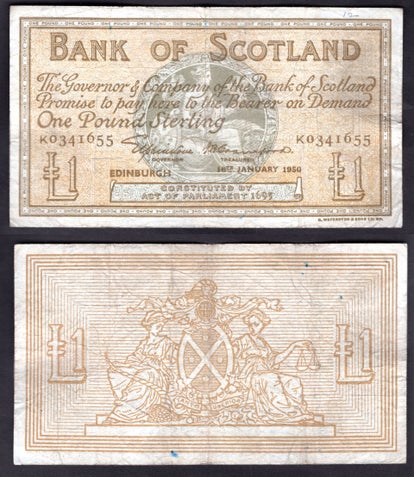 BANK OF SCOTLAND
The Governor & Company of the Bank of Scotland
Promise to pay here to the Bearer on Demand
One Pound Sterling
K0341655 K0341655
GOVERNOR TREASURER
EDINBURGH 16TH JANUARY 1950
£1 £1
CONSTITUTED BY
ACT OF PARLIAMENT 1695
£1 £1